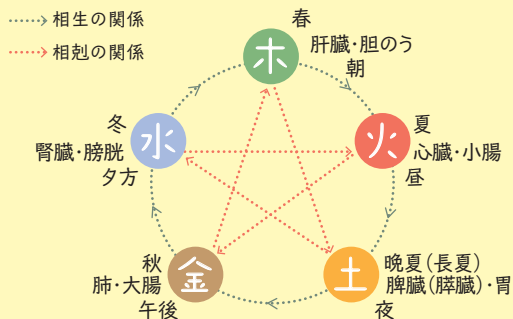 相生の関係
相剋の関係
木
春
肝臓・胆のう
朝
火
夏
心臓・小腸
昼
土
晩夏(長夏)
脾臓(膵臓)・胃
夜
金
秋
肺・大腸
午後
水
冬
腎臓・膀胱
夕方